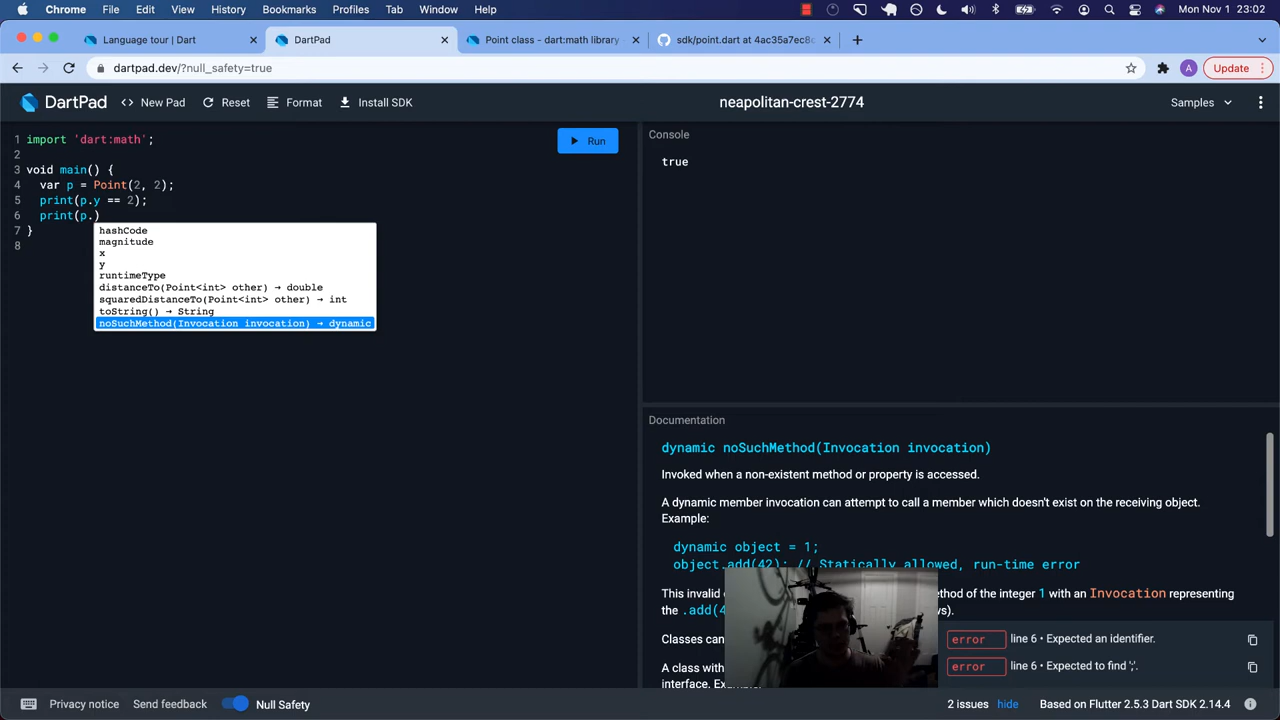 Chrome File Edit View History Bookmarks Profiles Tab Window Help Mon Nov 1 23:02
Language tour | Dart DartPad Point class - dart:math library sdk/point.dart at 4ac35a7ec8
dartpad.dev/?null_safety=true A Update
DartPad <> New Pad Reset Format Install SDK neapolitan-crest-2774 Samples
1 import 'dart:math';
2
3 void main() {
4 var p = Point(2, 2);
5 print(p.y == 2);
6 print(p.)
7 }
8
hashCode
magnitude
x
y
runtimeType
distanceTo(Point<int> other) → double
squaredDistanceTo(Point<int> other) → int
toString() → String
noSuchMethod(Invocation invocation) → dynamic
Run
Console
true
Documentation
dynamic noSuchMethod(Invocation invocation)
Invoked when a non-existent method or property is accessed.
A dynamic member invocation can attempt to call a member which doesn't exist on the receiving object.
Example:
dynamic object = 1;
object.add(42); // Statically allowed, run-time error
This invalid ethod of the integer 1 with an Invocation representing
the .add(4 ws).
Classes can
A class with
interface. Example:
error line 6 • Expected an identifier.
error line 6 • Expected to find ';'.
Privacy notice Send feedback Null Safety 2 issues hide Based on Flutter 2.5.3 Dart SDK 2.14.4